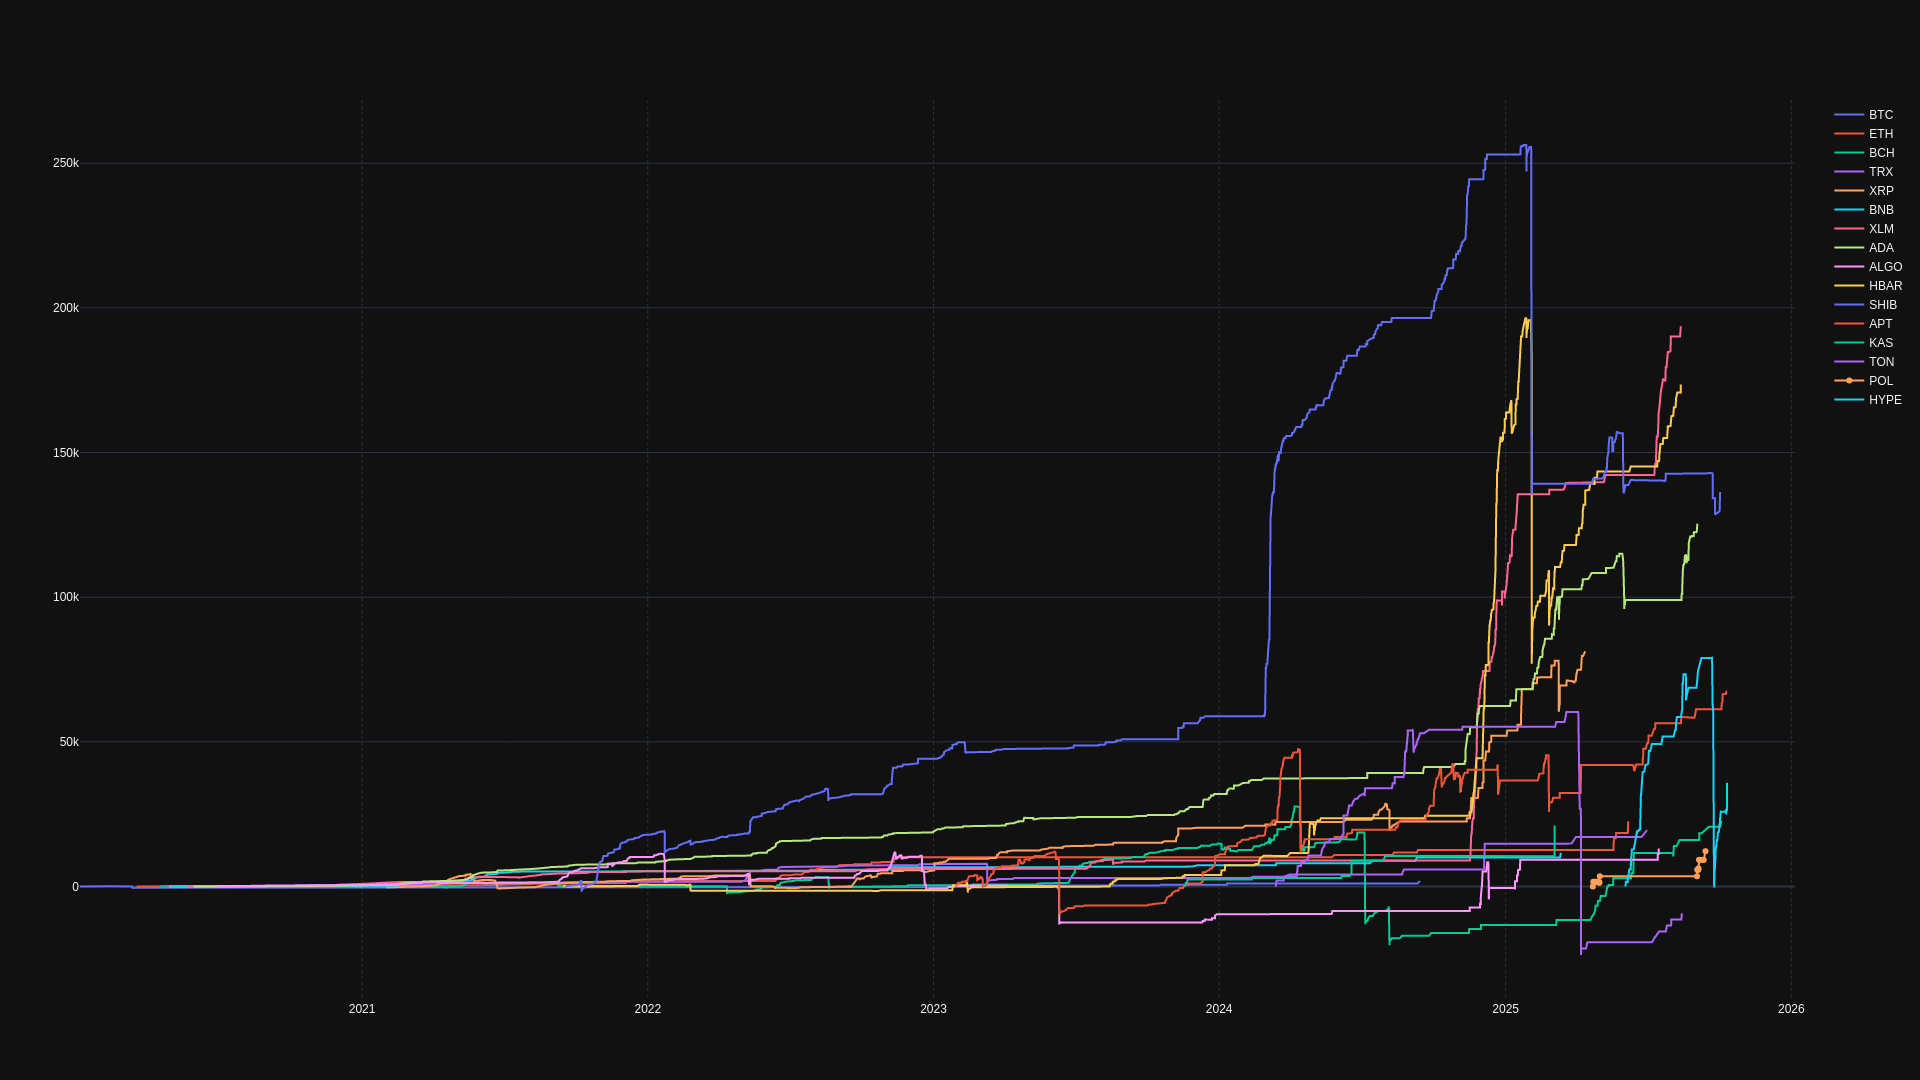 250k
200k
150k
100k
50k
0
2021
2022
2023
2024
2025
2026
BTC
ETH
BCH
TRX
XRP
BNB
XLM
ADA
ALGO
HBAR
SHIB
APT
KAS
TON
POL
HYPE